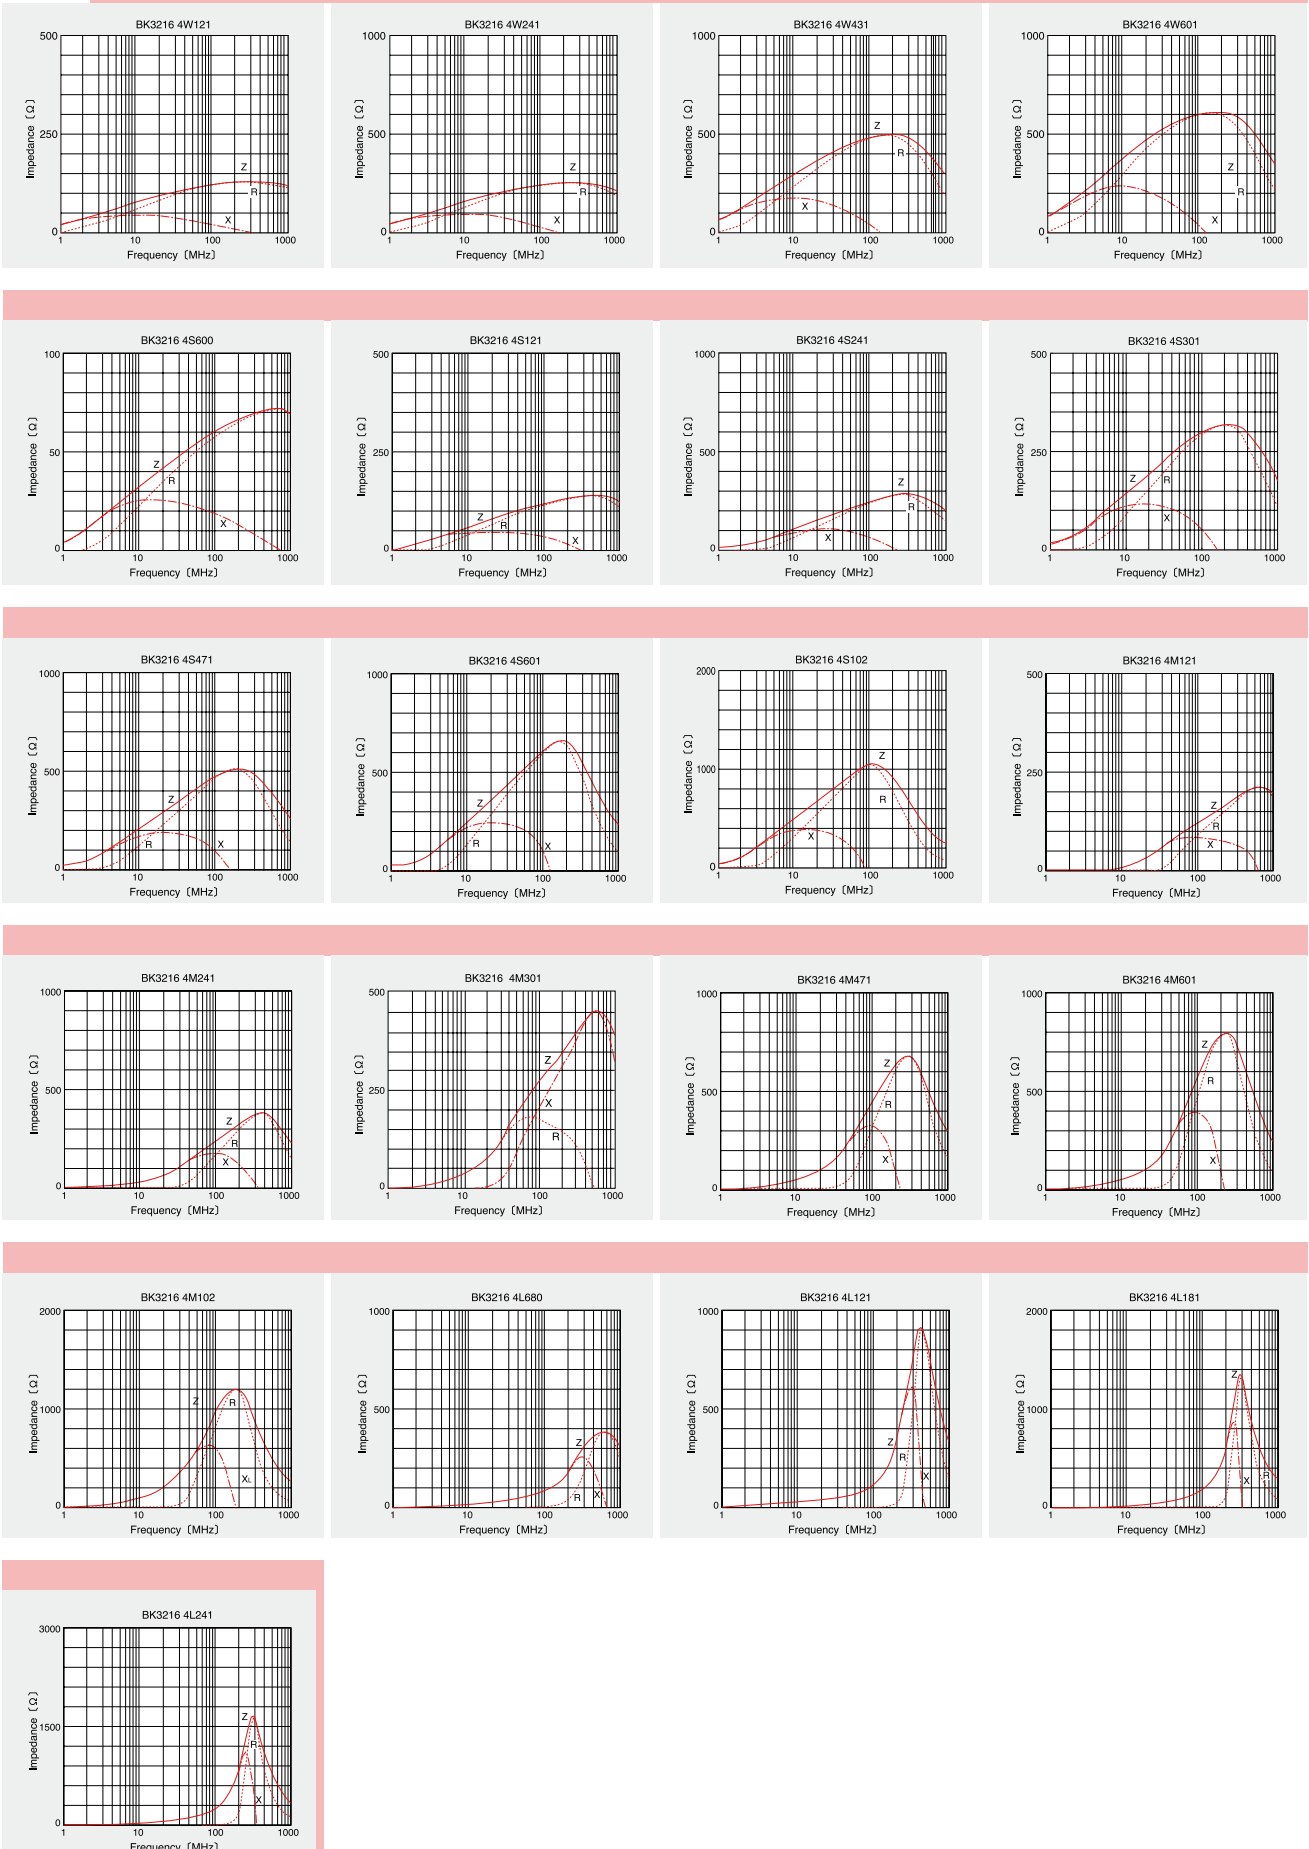 BK3216 4W121
500
250
0
Impedance〔Ω〕
Z
R
X
1 10 100 1000
Frequency〔MHz〕
BK3216 4W241
1000
500
0
Impedance〔Ω〕
Z
R
X
1 10 100 1000
Frequency〔MHz〕
BK3216 4W431
1000
500
0
Impedance〔Ω〕
Z
R
X
1 10 100 1000
Frequency〔MHz〕
BK3216 4W601
1000
500
0
Impedance〔Ω〕
Z
R
X
1 10 100 1000
Frequency〔MHz〕
BK3216 4S600
100
50
0
Impedance〔Ω〕
Z
R
X
1 10 100 1000
Frequency〔MHz〕
BK3216 4S121
500
250
0
Impedance〔Ω〕
Z
R
X
1 10 100 1000
Frequency〔MHz〕
BK3216 4S241
1000
500
0
Impedance〔Ω〕
Z
R
X
1 10 100 1000
Frequency〔MHz〕
BK3216 4S301
500
250
0
Impedance〔Ω〕
Z
R
X
1 10 100 1000
Frequency〔MHz〕
BK3216 4S471
1000
500
0
Impedance〔Ω〕
Z
R
X
1 10 100 1000
Frequency〔MHz〕
BK3216 4S601
1000
500
0
Impedance〔Ω〕
Z
R
X
1 10 100 1000
Frequency〔MHz〕
BK3216 4S102
2000
1000
0
Impedance〔Ω〕
Z
R
X
1 10 100 1000
Frequency〔MHz〕
BK3216 4M121
500
250
0
Impedance〔Ω〕
Z
R
X
1 10 100 1000
Frequency〔MHz〕
BK3216 4M241
1000
500
0
Impedance〔Ω〕
Z
R
X
1 10 100 1000
Frequency〔MHz〕
BK3216 4M301
500
250
0
Impedance〔Ω〕
Z
X
R
1 10 100 1000
Frequency〔MHz〕
BK3216 4M471
1000
500
0
Impedance〔Ω〕
Z
R
X
1 10 100 1000
Frequency〔MHz〕
BK3216 4M601
1000
500
0
Impedance〔Ω〕
Z
R
X
1 10 100 1000
Frequency〔MHz〕
BK3216 4M102
2000
1000
0
Impedance〔Ω〕
Z
R
XL
1 10 100 1000
Frequency〔MHz〕
BK3216 4L680
1000
500
0
Impedance〔Ω〕
Z
R
X
1 10 100 1000
Frequency〔MHz〕
BK3216 4L121
1000
500
0
Impedance〔Ω〕
Z
R
X
1 10 100 1000
Frequency〔MHz〕
BK3216 4L181
2000
1000
0
Impedance〔Ω〕
Z
R
X
1 10 100 1000
Frequency〔MHz〕
BK3216 4L241
3000
1500
0
Impedance〔Ω〕
Z
R
X
1 10 100 1000
Frequency〔MHz〕